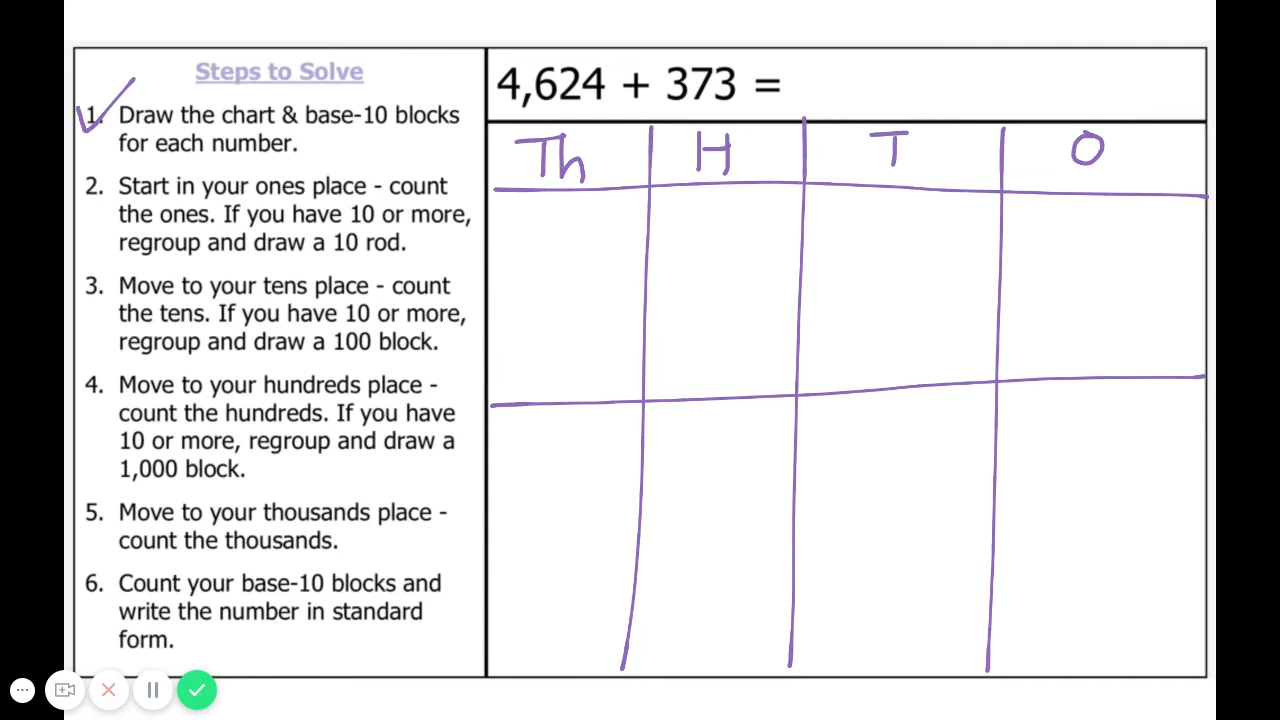 Steps to Solve
1. Draw the chart & base-10 blocks
for each number.
2. Start in your ones place - count
the ones. If you have 10 or more,
regroup and draw a 10 rod.
3. Move to your tens place - count
the tens. If you have 10 or more,
regroup and draw a 100 block.
4. Move to your hundreds place -
count the hundreds. If you have
10 or more, regroup and draw a
1,000 block.
5. Move to your thousands place -
count the thousands.
6. Count your base-10 blocks and
write the number in standard
form.
4,624 + 373 =
Th H T O